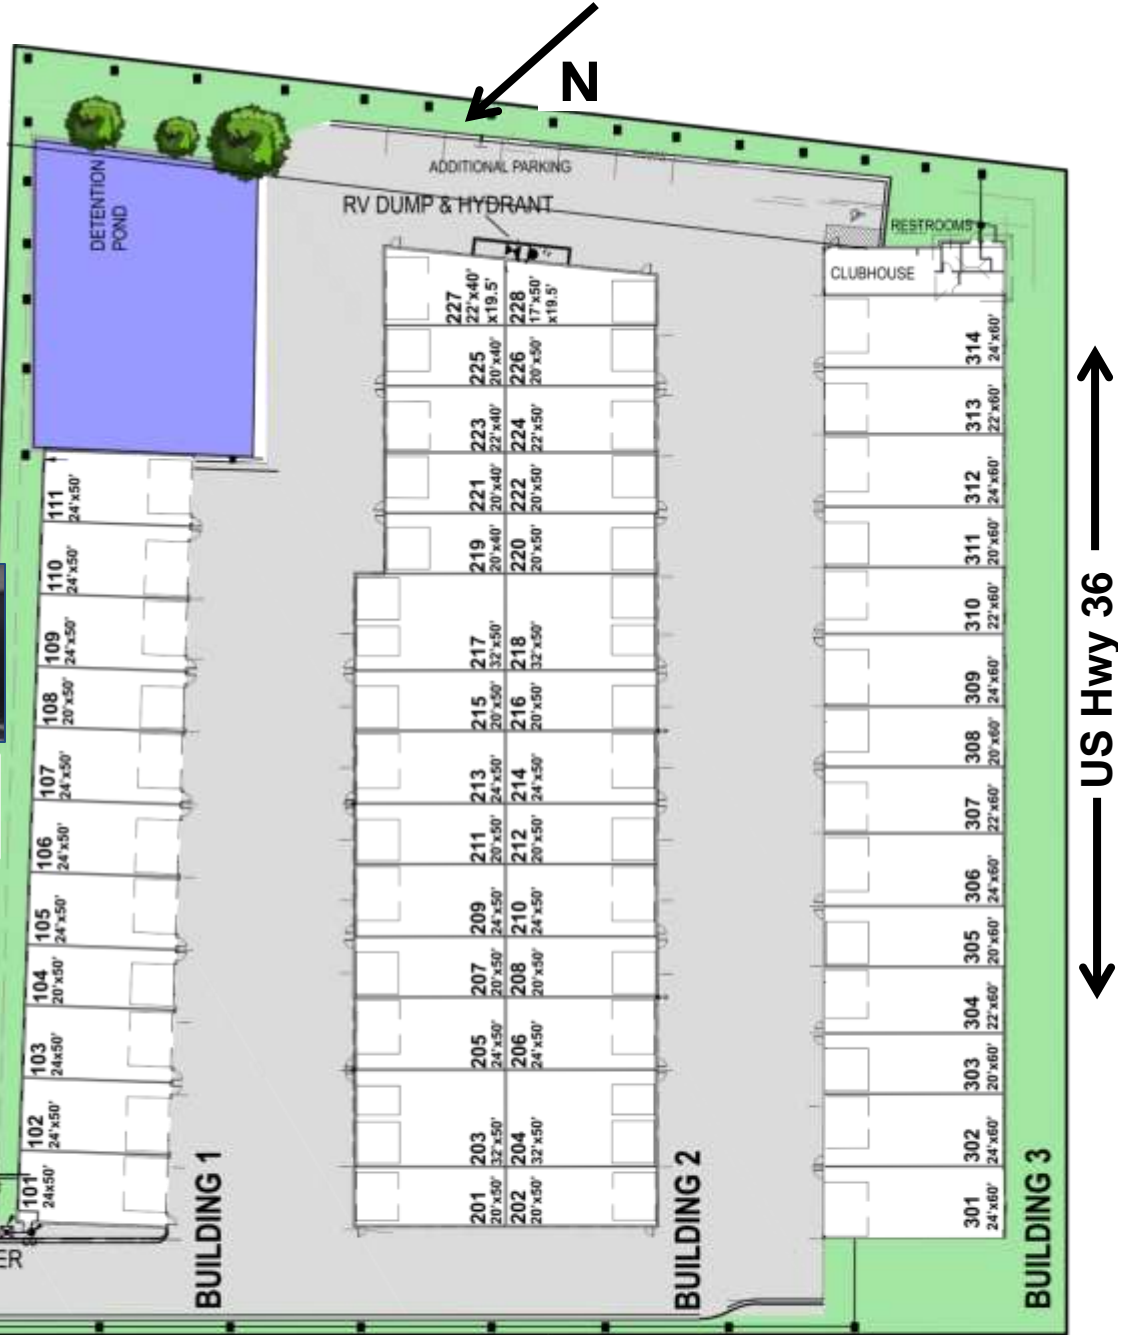 N
ADDITIONAL PARKING
RV DUMP & HYDRANT
RESTROOMS
CLUBHOUSE
DETENTION
POND
111
24'x50'
110
24'x50'
109
24'x50'
108
20'x50'
107
24'x50'
106
24'x50'
105
24'x50'
104
20'x50'
103
24x50'
102
24'x50'
101
24x50'
ER
BUILDING 1
227
22'x40'
x19.5'
228
17'x50'
x19.5'
225
20'x40'
226
20'x50'
223
22'x40'
224
22'x50'
221
20'x40'
222
20'x50'
219
20'x40'
220
20'x50'
217
32'x50'
218
32'x50'
215
20'x50'
216
20'x50'
213
24'x50'
214
24'x50'
211
20'x50'
212
20'x50'
209
24'x50'
210
24'x50'
207
20'x50'
208
20'x50'
205
24'x50'
206
24'x50'
203
32'x50'
204
32'x50'
201
20'x50'
202
20'x50'
BUILDING 2
314
24'x60'
313
22'x60'
312
24'x60'
311
20'x60'
310
22'x60'
309
24'x60'
308
20'x60'
307
22'x60'
306
24'x60'
305
20'x60'
304
22'x60'
303
20'x60'
302
24'x60'
301
24'x60'
BUILDING 3
US Hwy 36